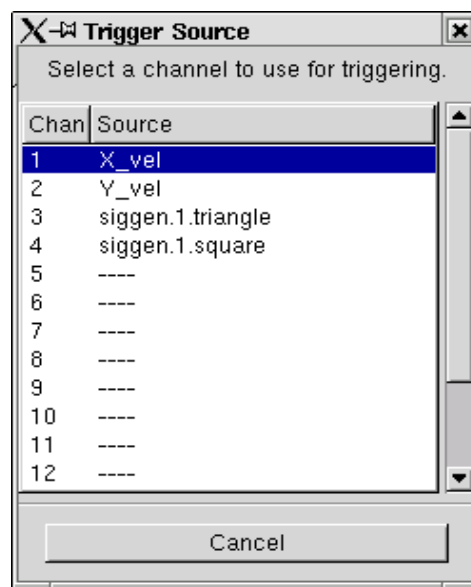 Trigger Source
Select a channel to use for triggering.
Chan Source
1 X_vel
2 Y_vel
3 siggen.1.triangle
4 siggen.1.square
5 ----
6 ----
7 ----
8 ----
9 ----
10 ----
11 ----
12 ----
Cancel